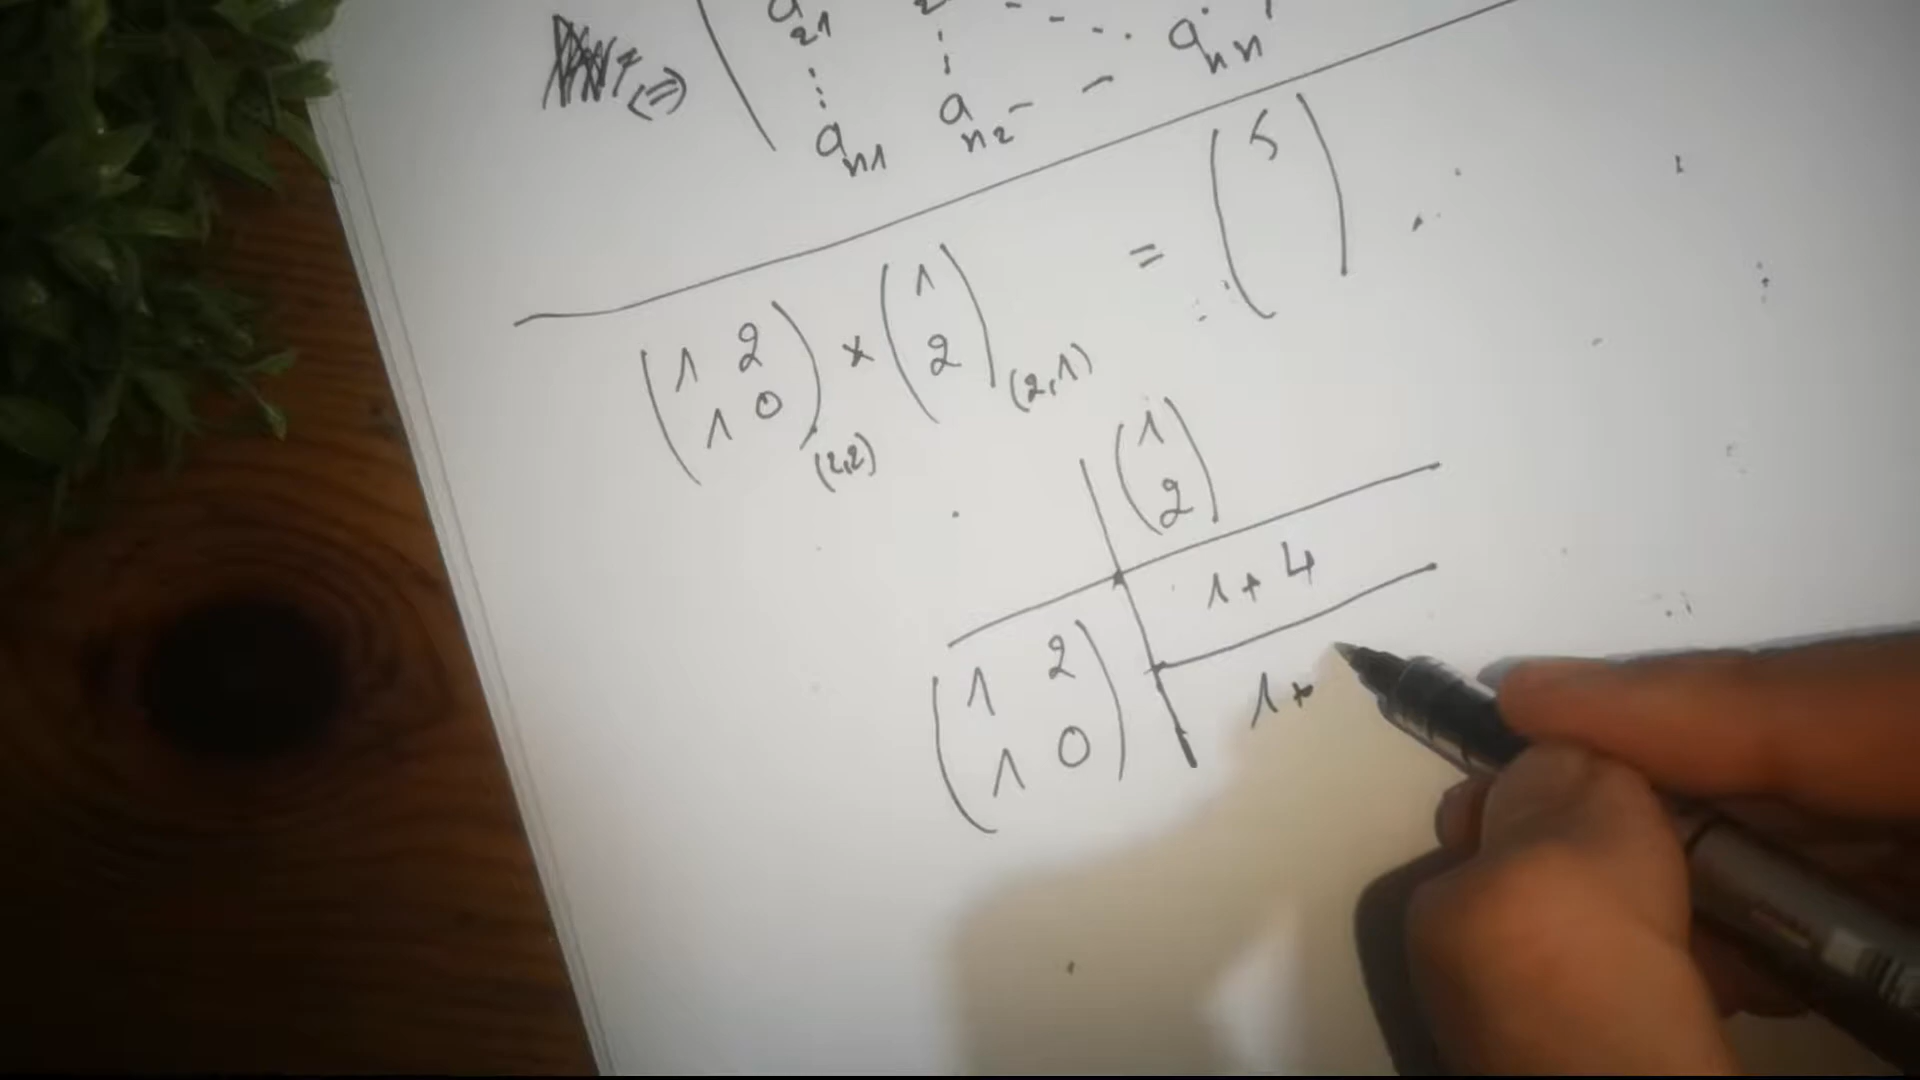 a₂₁ ₂ - - ⋱ '
(=) ⋮ ⋮ aₙₙ
aₙ₁ aₙ₂ - -
(1 2) × (1) = (5)
(1 0) (2) (2,1)
(2,2)
(1)
(2)
1 + 4
(1 2)
1 +
(1 0)